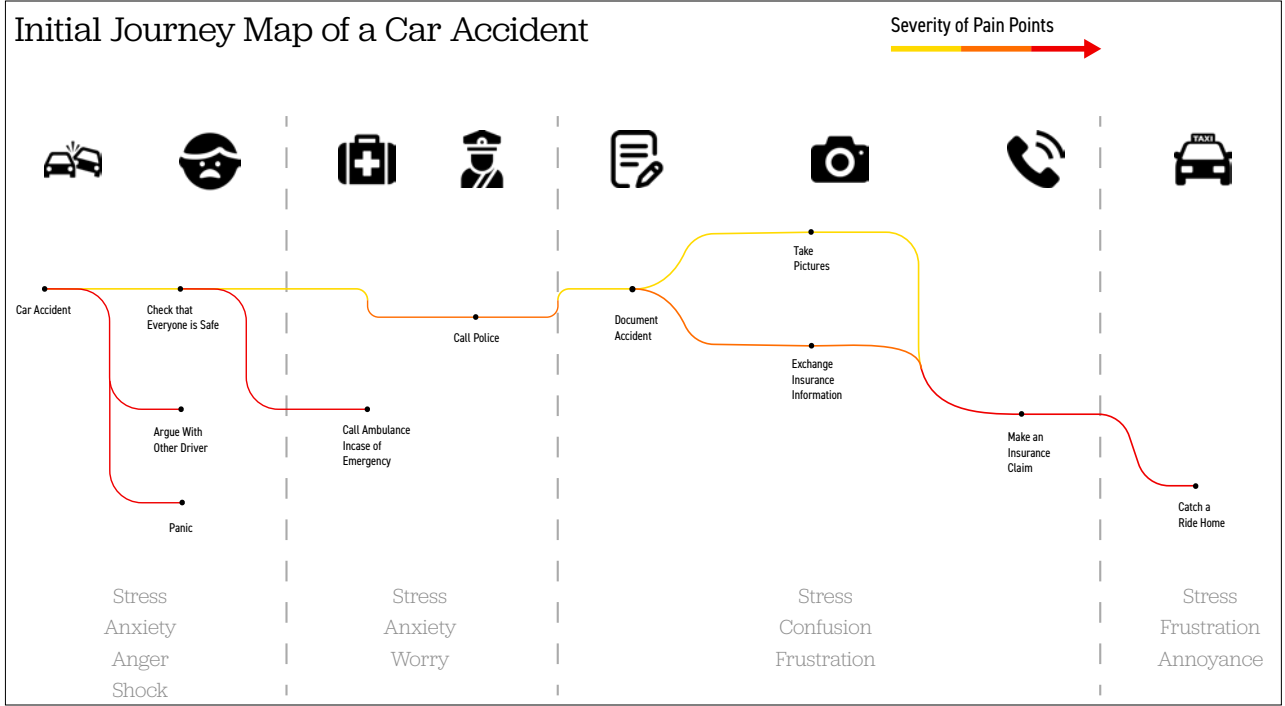 Initial Journey Map of a Car Accident
Severity of Pain Points
TAXI
Car Accident
Check that
Everyone is Safe
Argue With
Other Driver
Panic
Call Ambulance
Incase of
Emergency
Call Police
Document
Accident
Take
Pictures
Exchange
Insurance
Information
Make an
Insurance
Claim
Catch a
Ride Home
Stress
Anxiety
Anger
Shock
Stress
Anxiety
Worry
Stress
Confusion
Frustration
Stress
Frustration
Annoyance